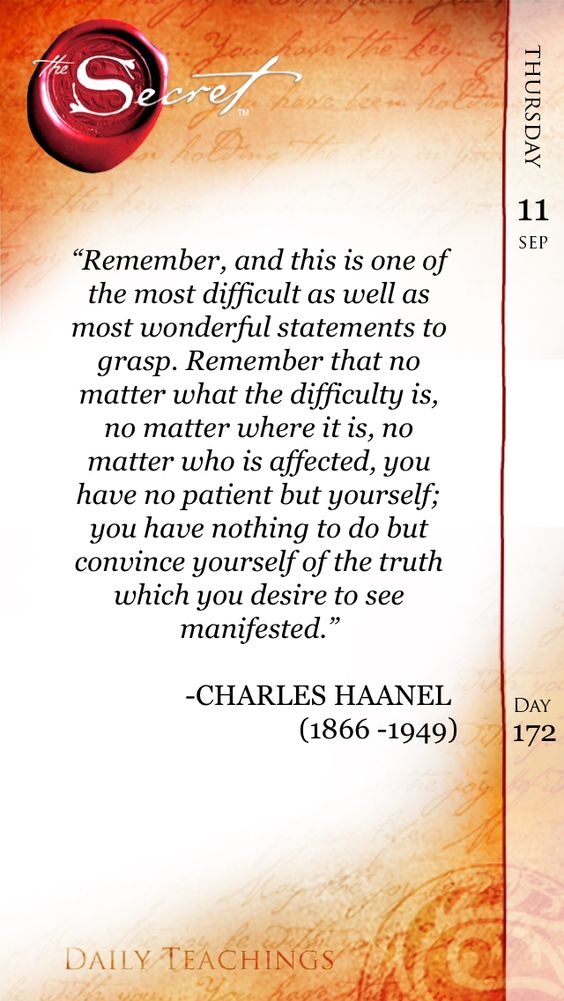 the Secret™
THURSDAY
11
SEP
“Remember, and this is one of
the most difficult as well as
most wonderful statements to
grasp. Remember that no
matter what the difficulty is,
no matter where it is, no
matter who is affected, you
have no patient but yourself;
you have nothing to do but
convince yourself of the truth
which you desire to see
manifested.”
-CHARLES HAANEL
(1866 -1949)
DAY
172
DAILY TEACHINGS